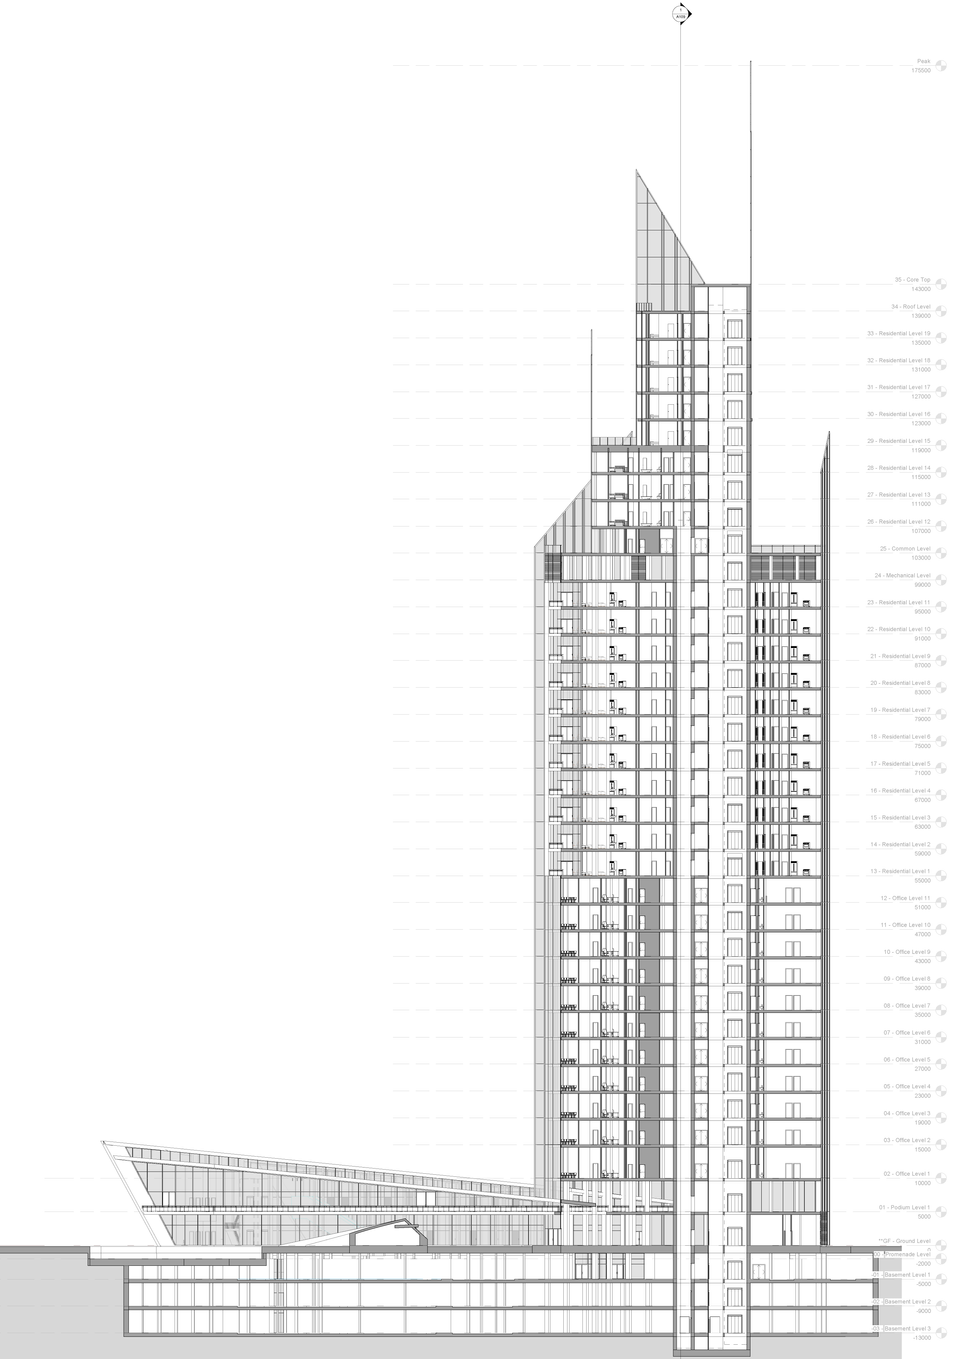 1
A109
Peak
175500
35 - Core Top
143000
34 - Roof Level
139000
33 - Residential Level 19
135000
32 - Residential Level 18
131000
31 - Residential Level 17
127000
30 - Residential Level 16
123000
29 - Residential Level 15
119000
28 - Residential Level 14
115000
27 - Residential Level 13
111000
26 - Residential Level 12
107000
25 - Common Level
103000
24 - Mechanical Level
99000
23 - Residential Level 11
95000
22 - Residential Level 10
91000
21 - Residential Level 9
87000
20 - Residential Level 8
83000
19 - Residential Level 7
79000
18 - Residential Level 6
75000
17 - Residential Level 5
71000
16 - Residential Level 4
67000
15 - Residential Level 3
63000
14 - Residential Level 2
59000
13 - Residential Level 1
55000
12 - Office Level 11
51000
11 - Office Level 10
47000
10 - Office Level 9
43000
09 - Office Level 8
39000
08 - Office Level 7
35000
07 - Office Level 6
31000
06 - Office Level 5
27000
05 - Office Level 4
23000
04 - Office Level 3
19000
03 - Office Level 2
15000
02 - Office Level 1
10000
01 - Podium Level 1
5000
**GF - Ground Level
0
00 - Promenade Level
-2000
-01 - Basement Level 1
-5000
-02 - Basement Level 2
-9000
-03 - Basement Level 3
-13000